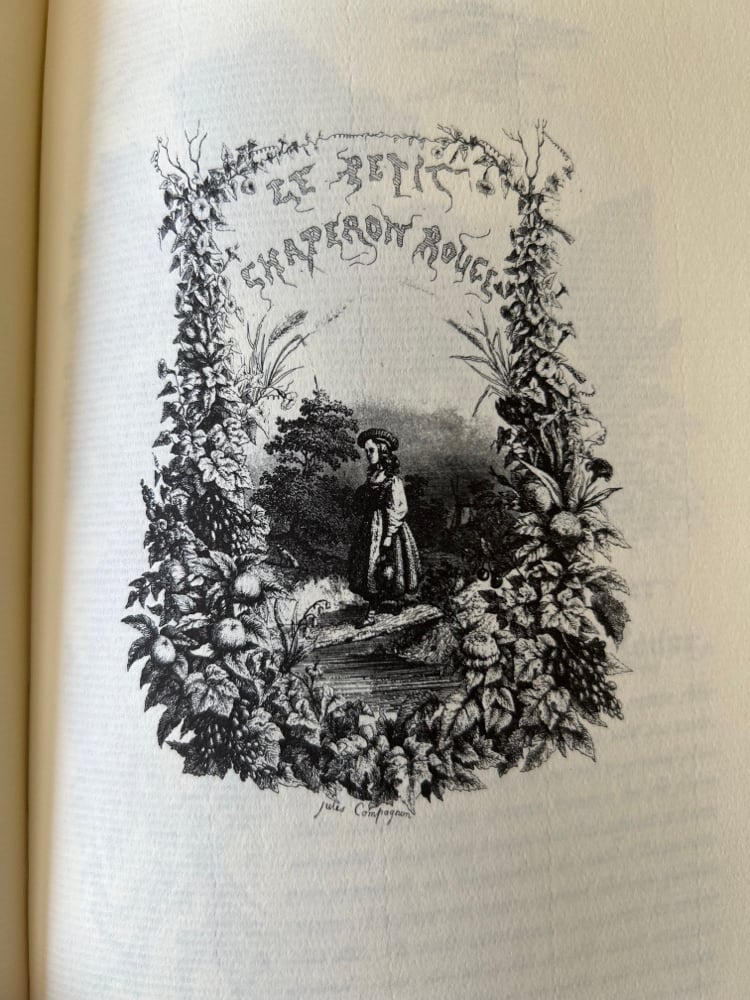 LE PETIT
CHAPERON ROUGE
Jules Compagnon